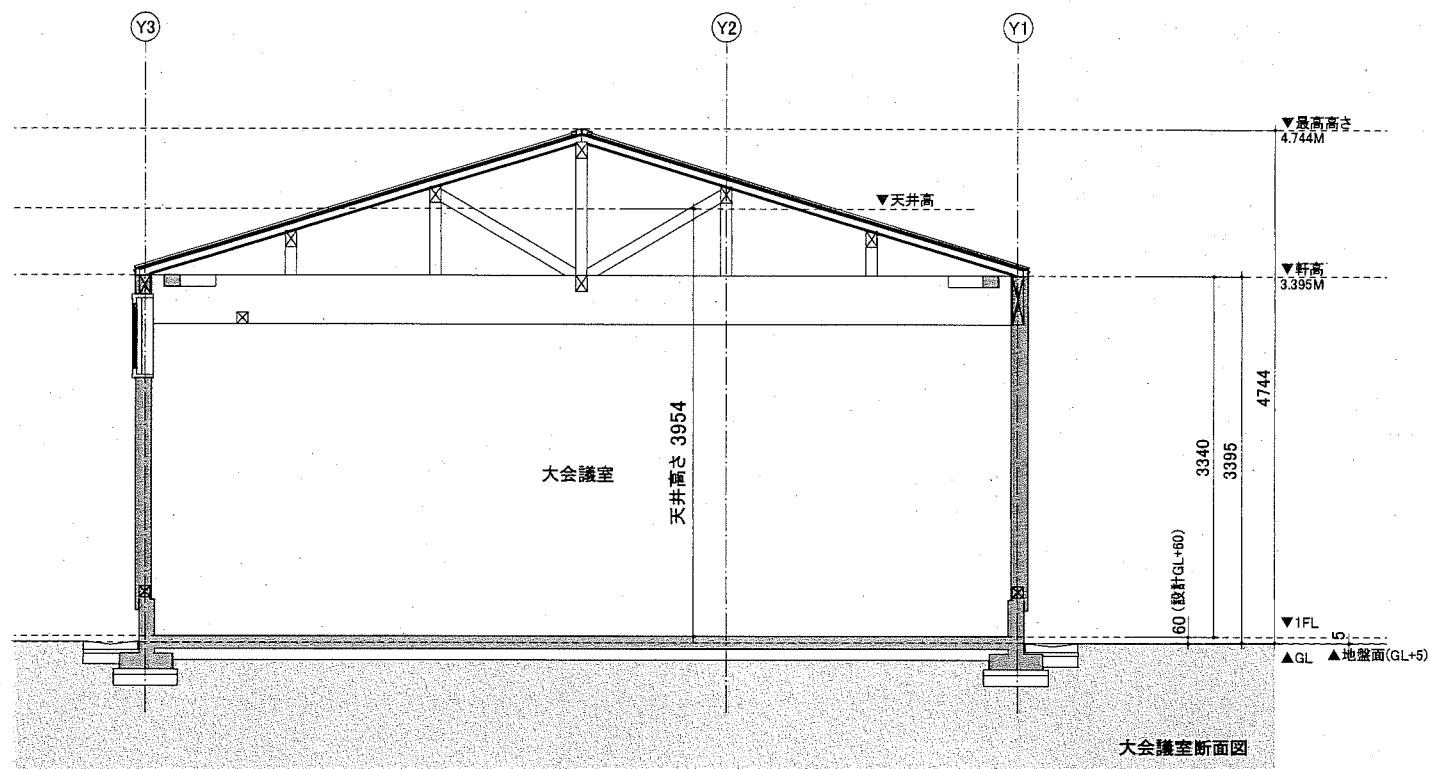 Y3
Y2
Y1
▼最高高さ
4.744M
▼天井高
▼軒高
3.395M
大会議室
天井高さ 3954
60 (設計GL+60)
3340
3395
4744
▼1FL
5
▲GL
▲地盤面(GL+5)
大会議室断面図